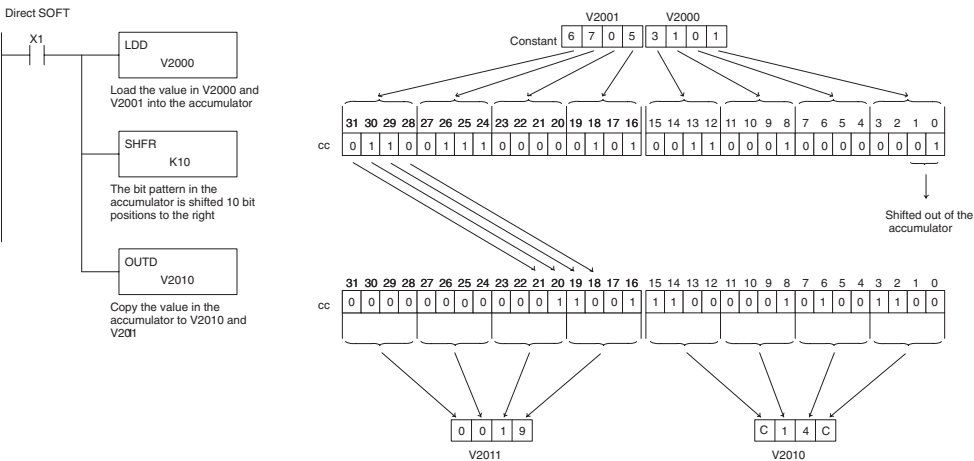 Direct SOFT
X1
LDD
V2000
Load the value in V2000 and
V2001 into the accumulator
SHFR
K10
The bit pattern in the
accumulator is shifted 10 bit
positions to the right
OUTD
V2010
Copy the value in the
accumulator to V2010 and
V2011
V2001 V2000
Constant 6 7 0 5 3 1 0 1
31 30 29 28 27 26 25 24 23 22 21 20 19 18 17 16 15 14 13 12 11 10 9 8 7 6 5 4 3 2 1 0
cc 0 1 1 0 0 1 1 1 0 0 0 0 0 1 0 1 0 0 1 1 0 0 0 1 0 0 0 0 0 0 0 1
Shifted out of the
accumulator
31 30 29 28 27 26 25 24 23 22 21 20 19 18 17 16 15 14 13 12 11 10 9 8 7 6 5 4 3 2 1 0
cc 0 0 0 0 0 0 0 0 0 0 0 1 1 0 0 1 1 1 0 0 0 0 0 1 0 1 0 0 1 1 0 0
0 0 1 9 C 1 4 C
V2011 V2010